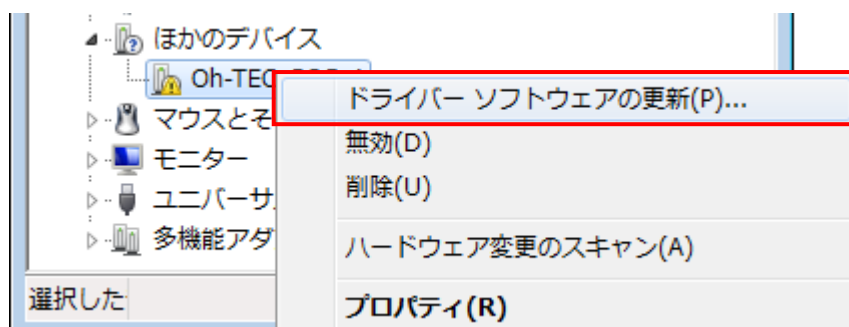 ほかのデバイス
Oh-TEC
ドライバー ソフトウェアの更新(P)...
マウスとそ
無効(D)
モニター
削除(U)
ユニバーサ
多機能アダ
ハードウェア変更のスキャン(A)
選択した
プロパティ(R)